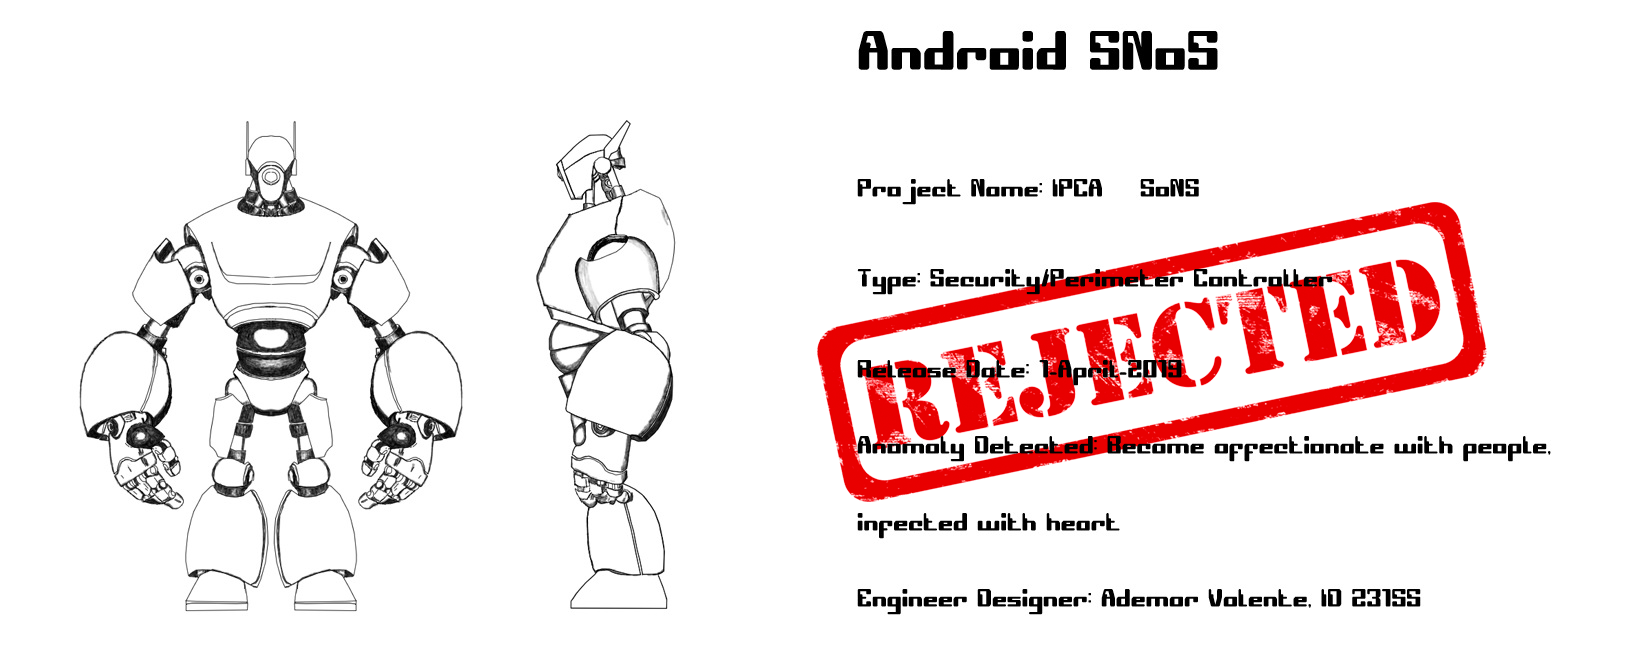 Android SNoS
Project Name: IPCA SoNS
Type: Security/Perimeter Controller
Release Date: 1-April-2019
REJECTED
Anomaly Detected: Become affectionate with people,
infected with heart
Engineer Designer: Ademar Valente, ID 231SS